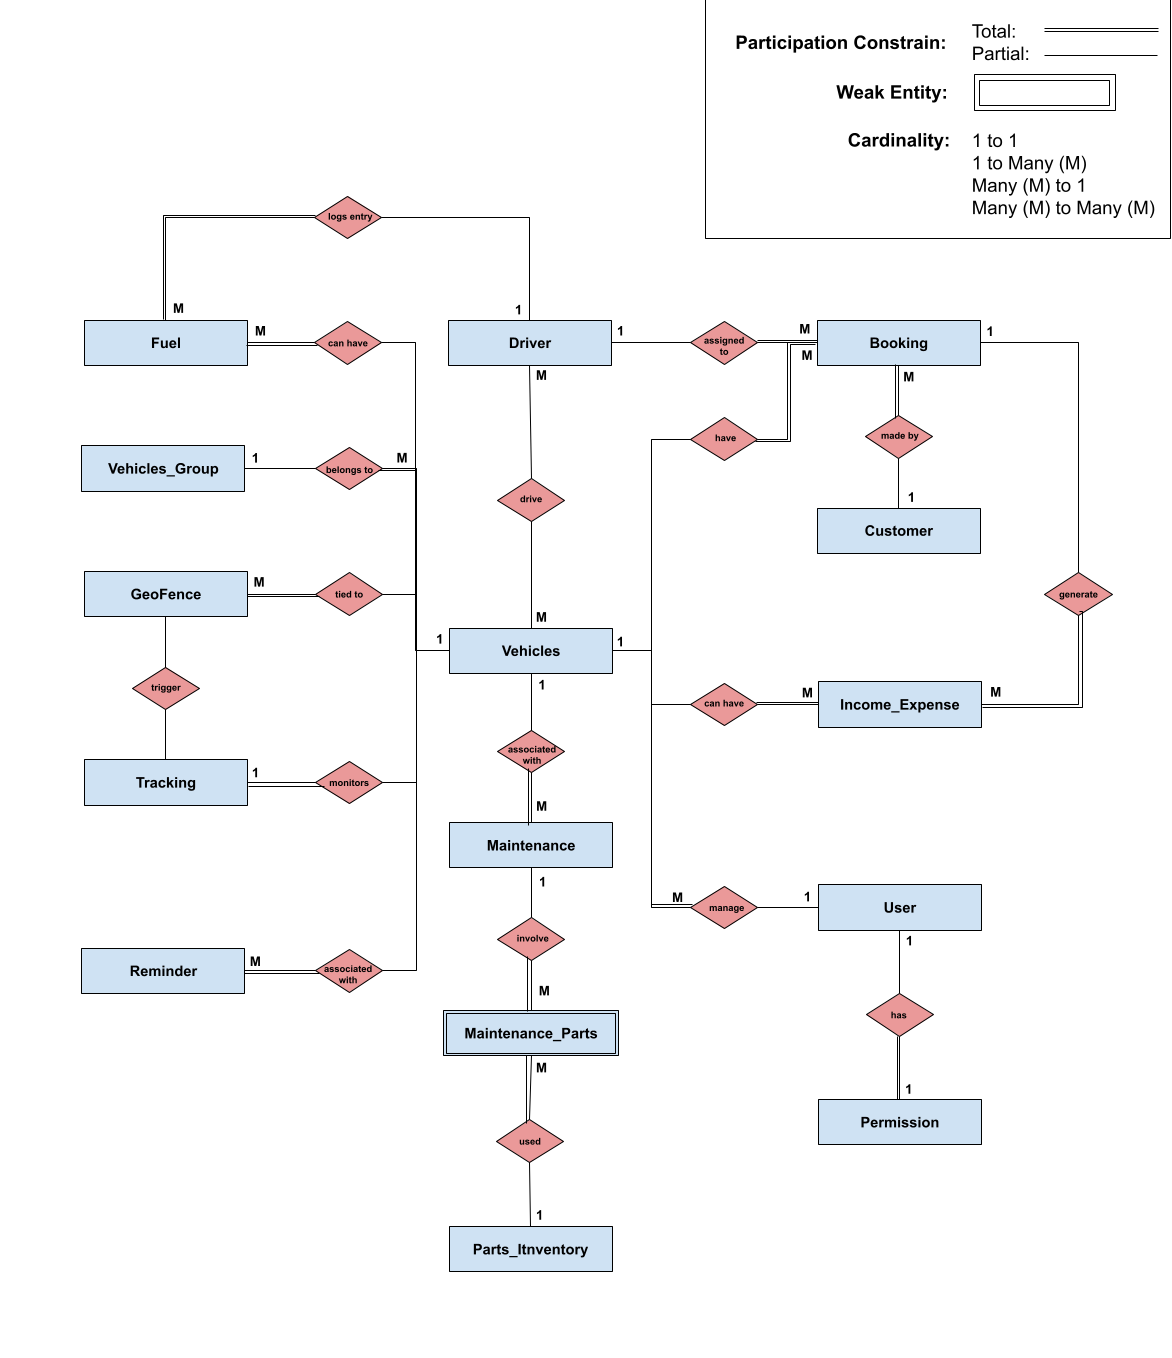 Participation Constrain:
Total:
Partial:
Weak Entity:
Cardinality:
1 to 1
1 to Many (M)
Many (M) to 1
Many (M) to Many (M)
logs entry
M
1
Fuel
M
can have
Driver
1
assigned
to
M
Booking
1
M
M
M
have
made by
Vehicles_Group
1
belongs to
M
drive
1
Customer
GeoFence
M
tied to
generate
M
1
Vehicles
1
1
trigger
can have
M
Income_Expense
M
associated
with
Tracking
1
monitors
M
Maintenance
1
M
manage
1
User
involve
1
Reminder
M
associated
with
M
has
Maintenance_Parts
M
1
Permission
used
1
Parts_Itnventory